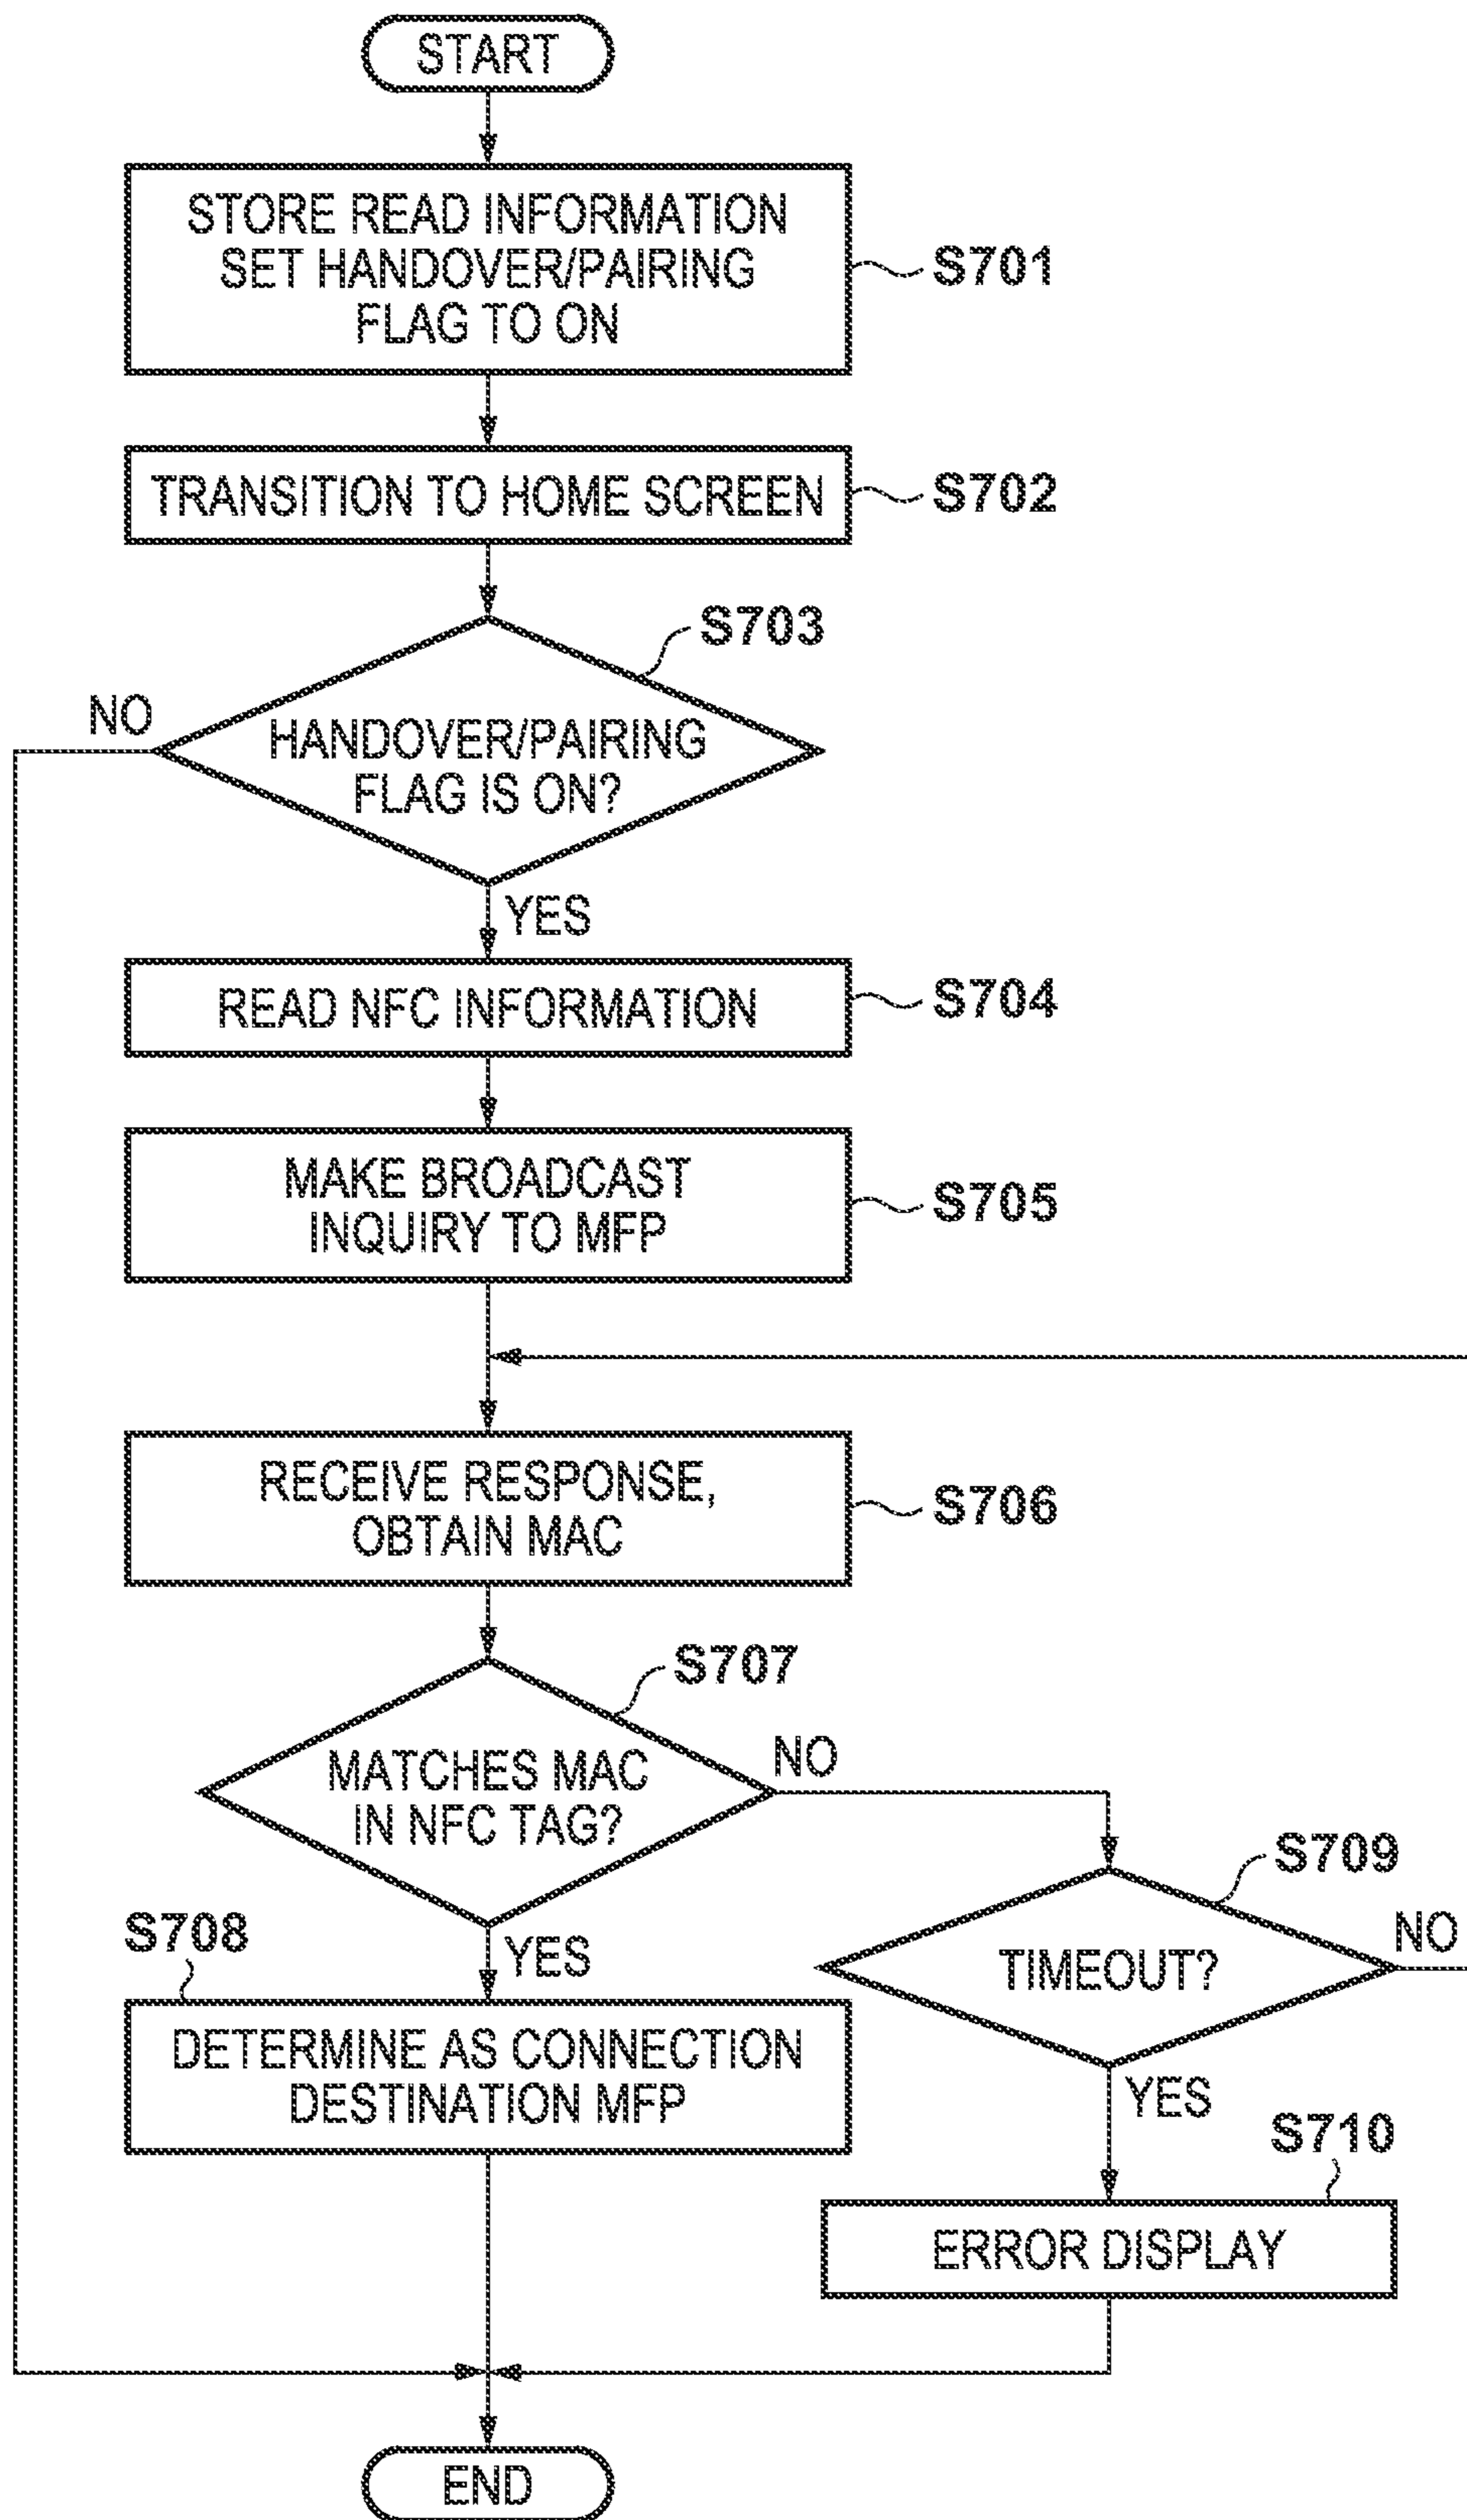 START
STORE READ INFORMATION
SET HANDOVER/PAIRING
FLAG TO ON
S701
TRANSITION TO HOME SCREEN
S702
S703
NO
HANDOVER/PAIRING
FLAG IS ON?
YES
READ NFC INFORMATION
S704
MAKE BROADCAST
INQUIRY TO MFP
S705
RECEIVE RESPONSE,
OBTAIN MAC
S706
S707
MATCHES MAC
IN NFC TAG?
NO
S709
S708
YES
TIMEOUT?
NO
DETERMINE AS CONNECTION
DESTINATION MFP
YES
S710
ERROR DISPLAY
END